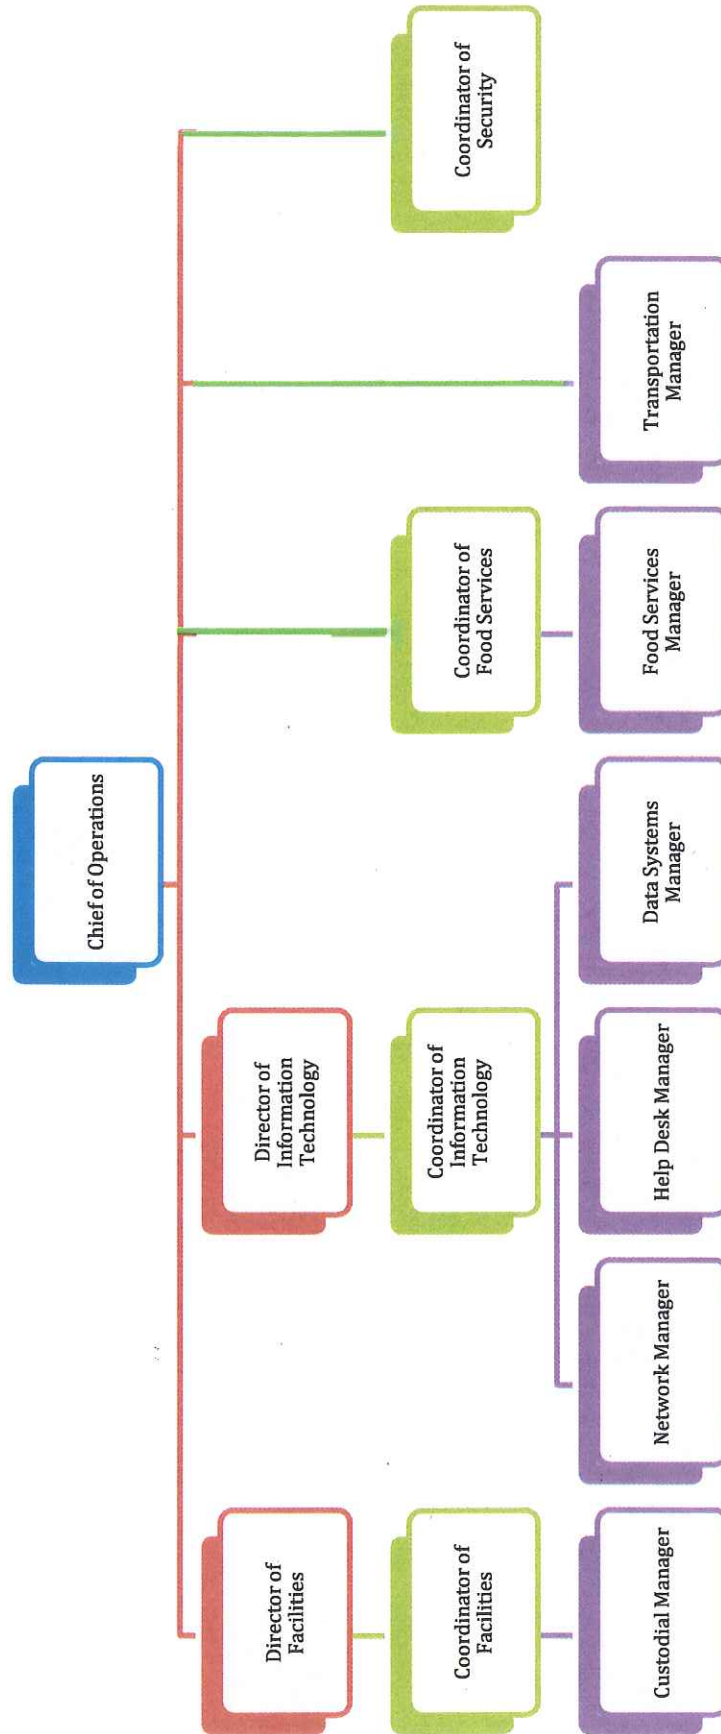 Chief of Operations
Director of
Facilities
Director of
Information
Technology
Coordinator of
Facilities
Coordinator of
Information
Technology
Coordinator of
Food Services
Coordinator of
Security
Custodial Manager
Network Manager
Help Desk Manager
Data Systems
Manager
Food Services
Manager
Transportation
Manager